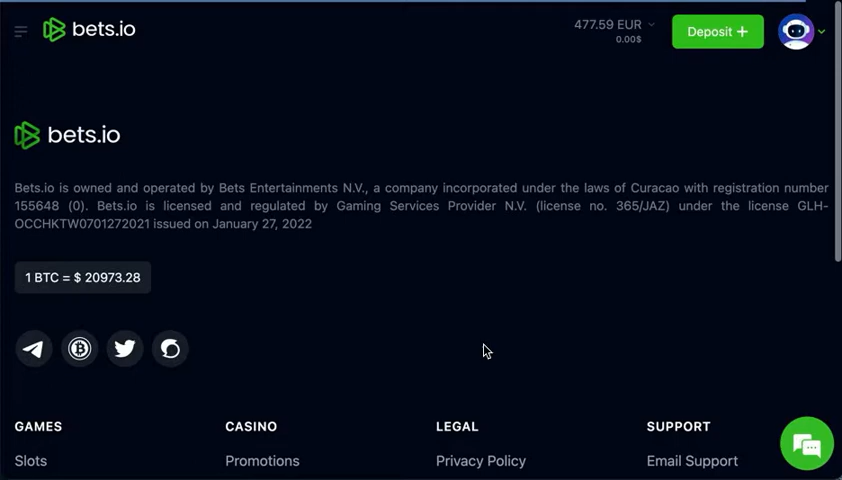 bets.io
477.59 EUR
0.00$
Deposit +
bets.io
Bets.io is owned and operated by Bets Entertainments N.V., a company incorporated under the laws of Curacao with registration number
155648 (0). Bets.io is licensed and regulated by Gaming Services Provider N.V. (license no. 365/JAZ) under the license GLH-
OCCHKTW0701272021 issued on January 27, 2022
1 BTC = $ 20973.28
GAMES CASINO LEGAL SUPPORT
Slots Promotions Privacy Policy Email Support